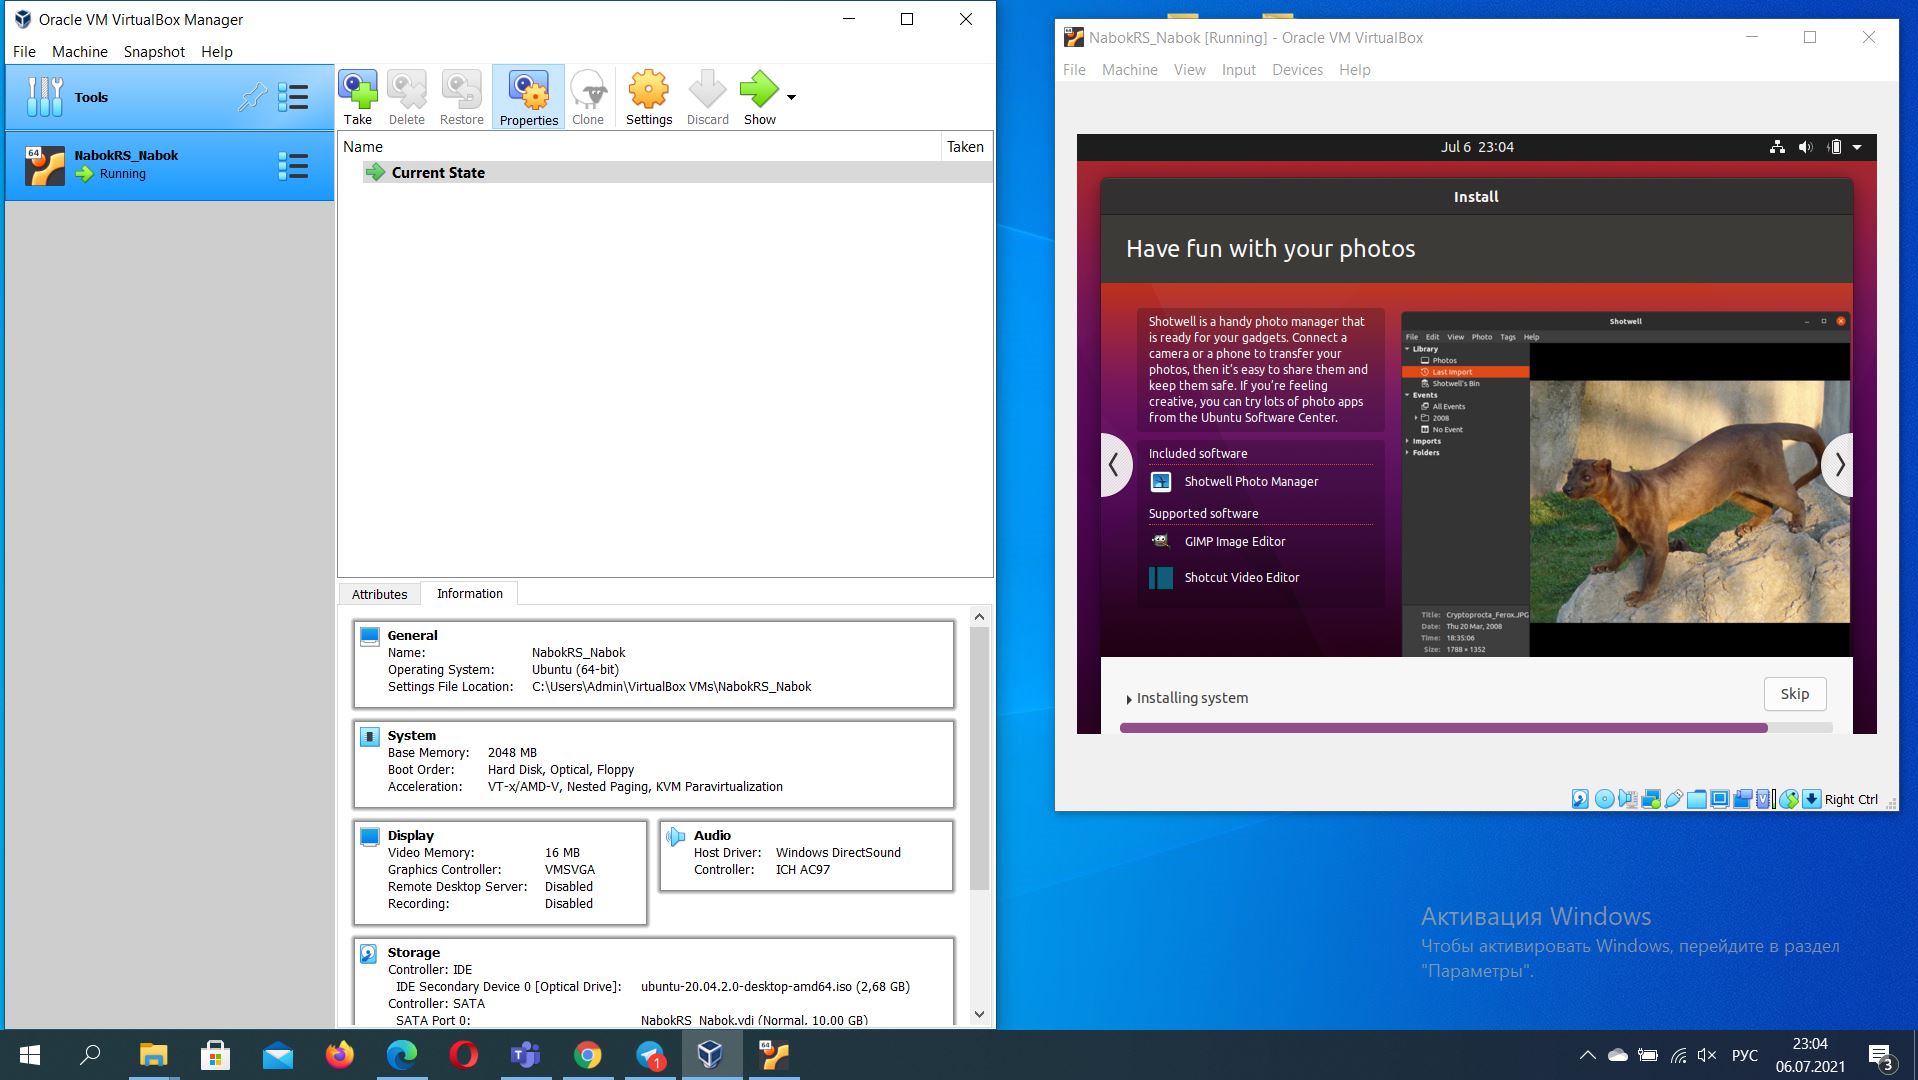 Oracle VM VirtualBox Manager
File Machine Snapshot Help
Tools
NabokRS_Nabok
Running
64
Take Delete Restore Properties Clone Settings Discard Show
Name Taken
Current State
Attributes Information
General
Name: NabokRS_Nabok
Operating System: Ubuntu (64-bit)
Settings File Location: C:\Users\Admin\VirtualBox VMs\NabokRS_Nabok
System
Base Memory: 2048 MB
Boot Order: Hard Disk, Optical, Floppy
Acceleration: VT-x/AMD-V, Nested Paging, KVM Paravirtualization
Display
Video Memory: 16 MB
Graphics Controller: VMSVGA
Remote Desktop Server: Disabled
Recording: Disabled
Audio
Host Driver: Windows DirectSound
Controller: ICH AC97
Storage
Controller: IDE
IDE Secondary Device 0 [Optical Drive]: ubuntu-20.04.2.0-desktop-amd64.iso (2,68 GB)
Controller: SATA
SATA Port 0: NabokRS_Nabok.vdi (Normal, 10,00 GB)
NabokRS_Nabok [Running] - Oracle VM VirtualBox
File Machine View Input Devices Help
Jul 6 23:04
Install
Have fun with your photos
Shotwell is a handy photo manager that
is ready for your gadgets. Connect a
camera or a phone to transfer your
photos, then it's easy to share them and
keep them safe. If you're feeling
creative, you can try lots of photo apps
from the Ubuntu Software Center.
Included software
Shotwell Photo Manager
Supported software
GIMP Image Editor
Shotcut Video Editor
Shotwell
File Edit View Photo Tags Help
Library
Photos
Last Import
Shotwell's Bin
Events
All Events
2008
No Event
Imports
Folders
Title: Cryptoprocta_Ferox.JPG
Date: Thu 20 Mar, 2008
Time: 18:35:06
Size: 1788 × 1352
Installing system
Skip
Right Ctrl
Активация Windows
Чтобы активировать Windows, перейдите в раздел
"Параметры".
1
64
РУС
23:04
06.07.2021
3